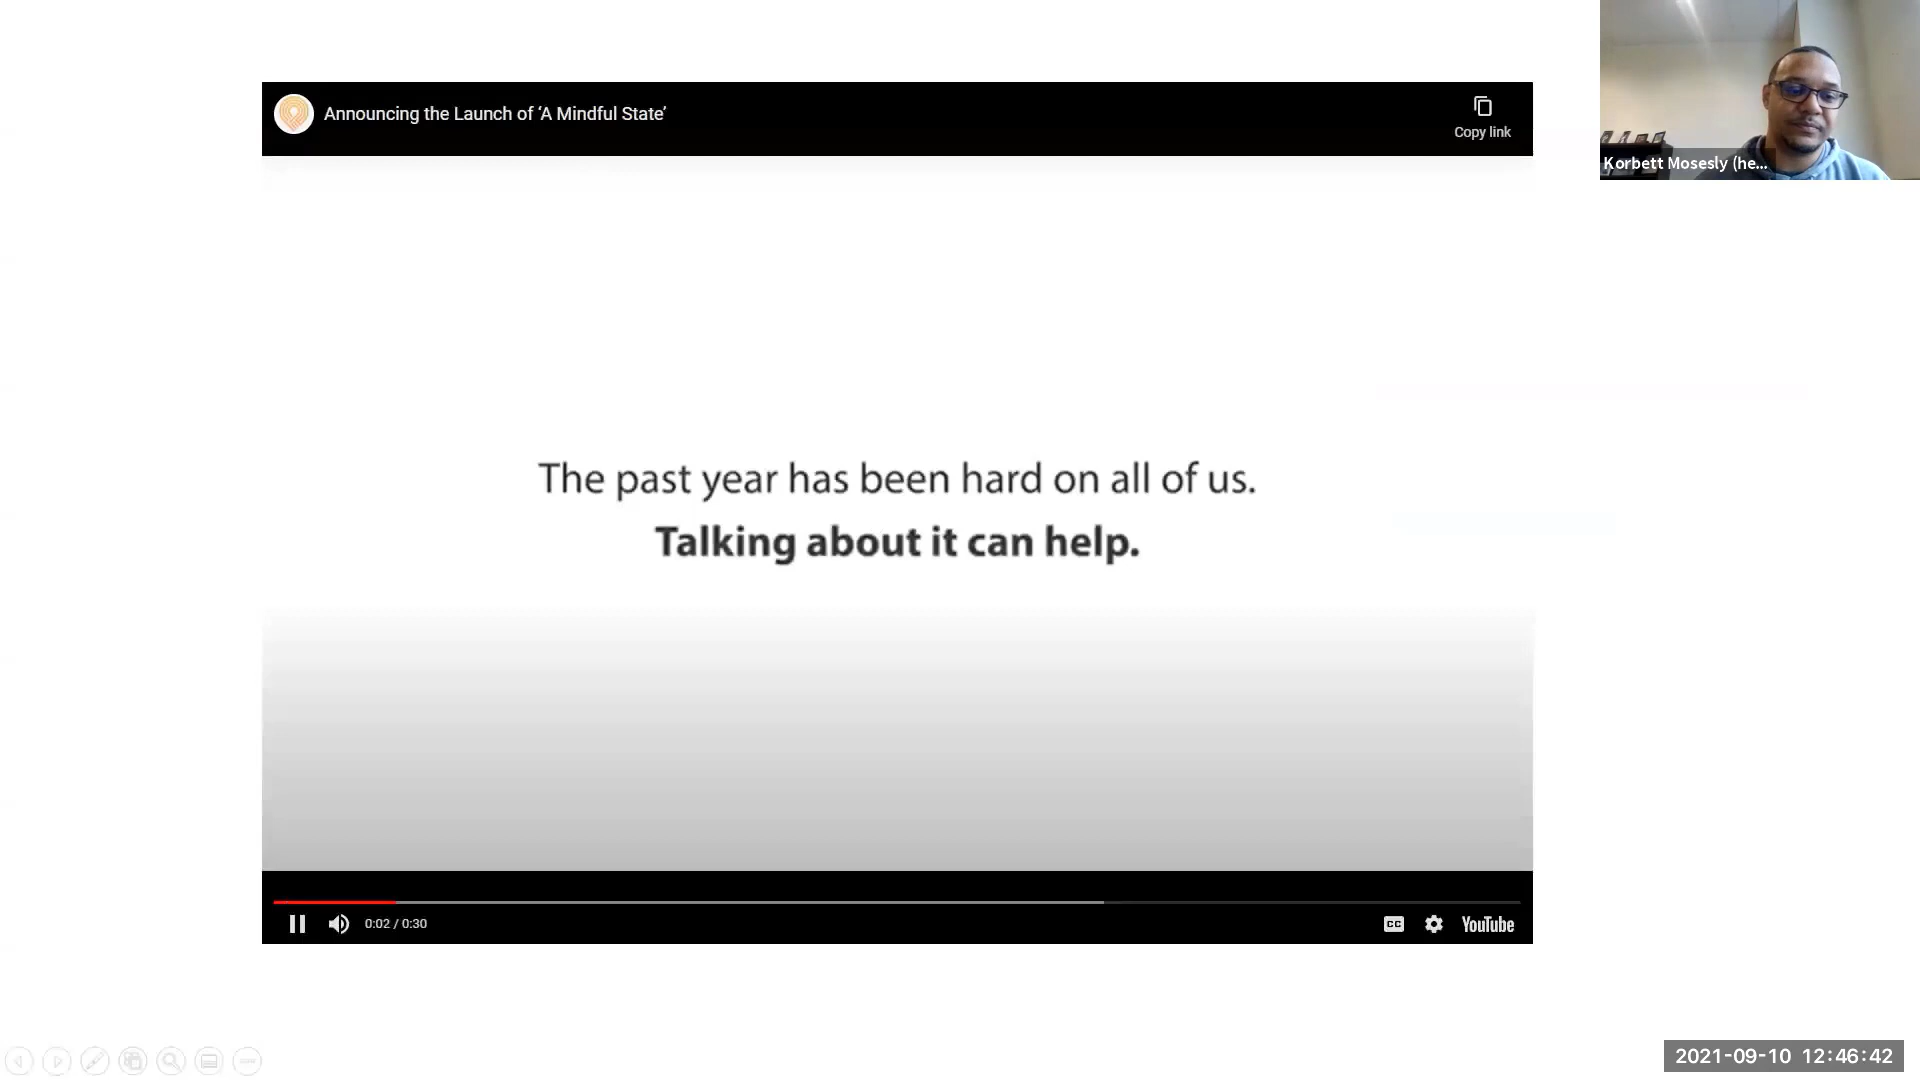 Announcing the Launch of ‘A Mindful State’
Copy link
Korbett Mosesly (he...
The past year has been hard on all of us.
Talking about it can help.
0:02 / 0:30
CC
YouTube
2021-09-10 12:46:42